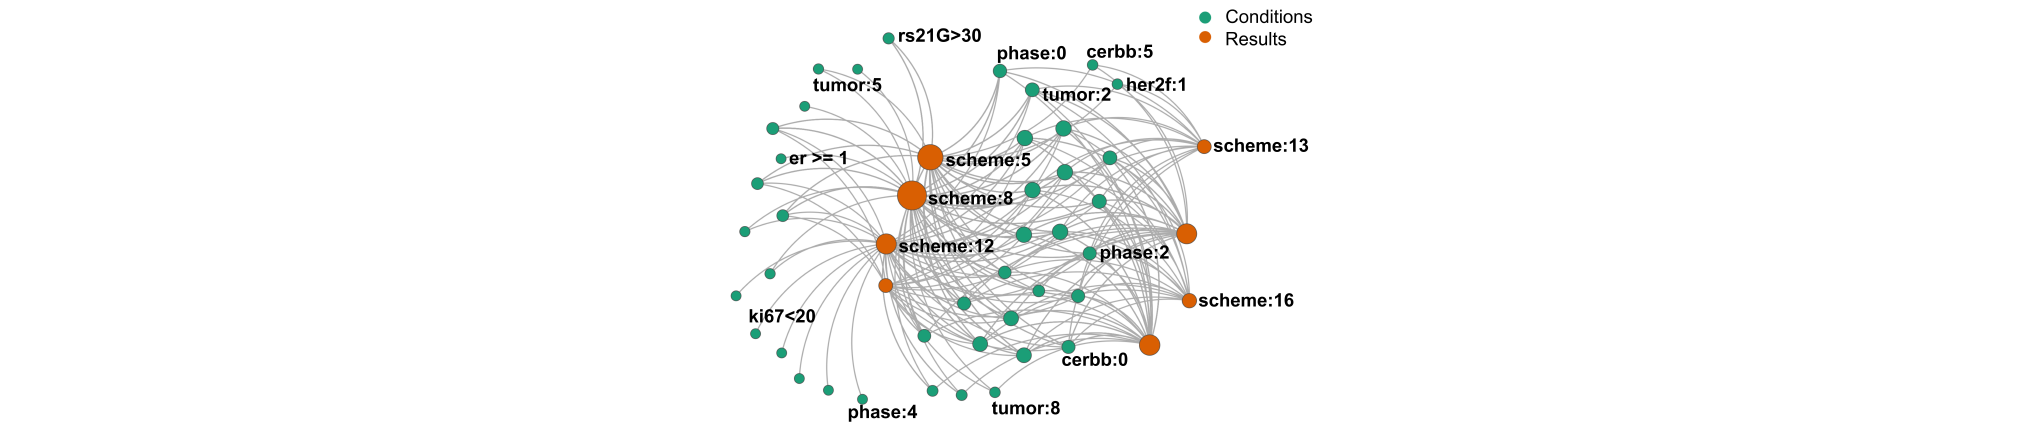 Conditions
Results
rs21G>30
phase:0
cerbb:5
tumor:5
her2f:1
tumor:2
scheme:13
er >= 1
scheme:5
scheme:8
scheme:12
phase:2
scheme:16
ki67<20
cerbb:0
phase:4
tumor:8